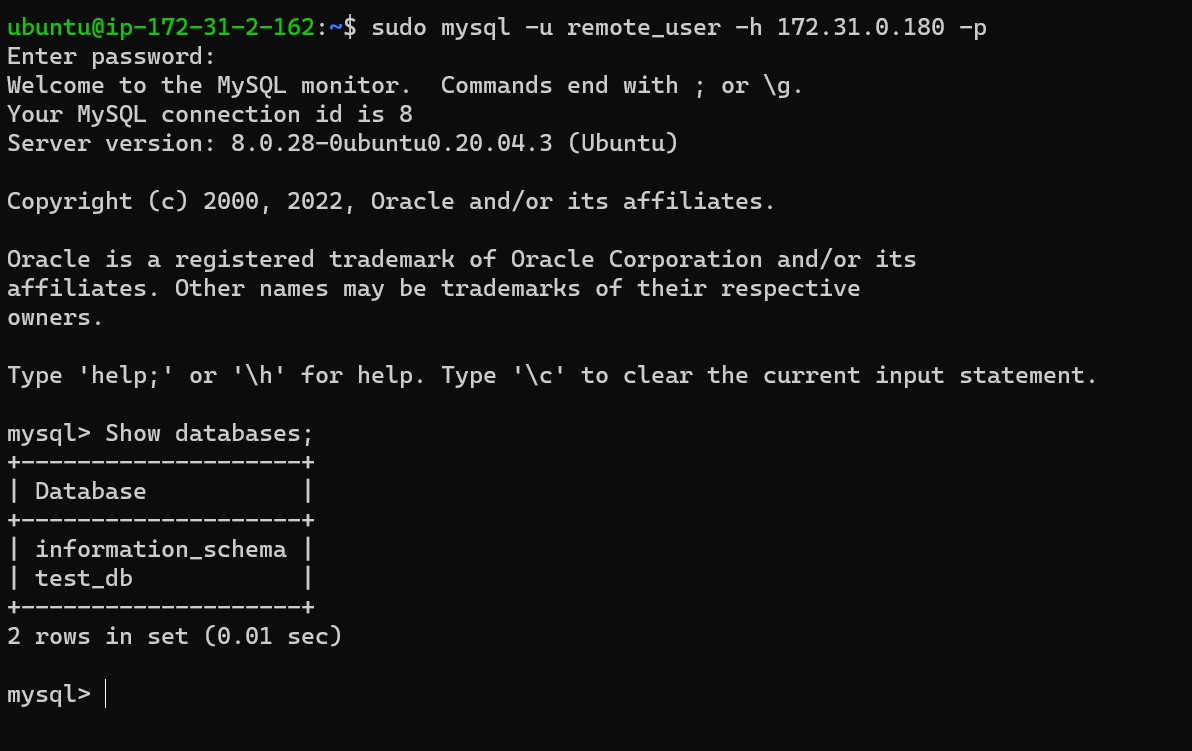 ubuntu@ip-172-31-2-162:~$ sudo mysql -u remote_user -h 172.31.0.180 -p
Enter password:
Welcome to the MySQL monitor.  Commands end with ; or \g.
Your MySQL connection id is 8
Server version: 8.0.28-0ubuntu0.20.04.3 (Ubuntu)

Copyright (c) 2000, 2022, Oracle and/or its affiliates.

Oracle is a registered trademark of Oracle Corporation and/or its
affiliates. Other names may be trademarks of their respective
owners.

Type 'help;' or '\h' for help. Type '\c' to clear the current input statement.

mysql> Show databases;
+--------------------+
| Database           |
+--------------------+
| information_schema |
| test_db            |
+--------------------+
2 rows in set (0.01 sec)

mysql>